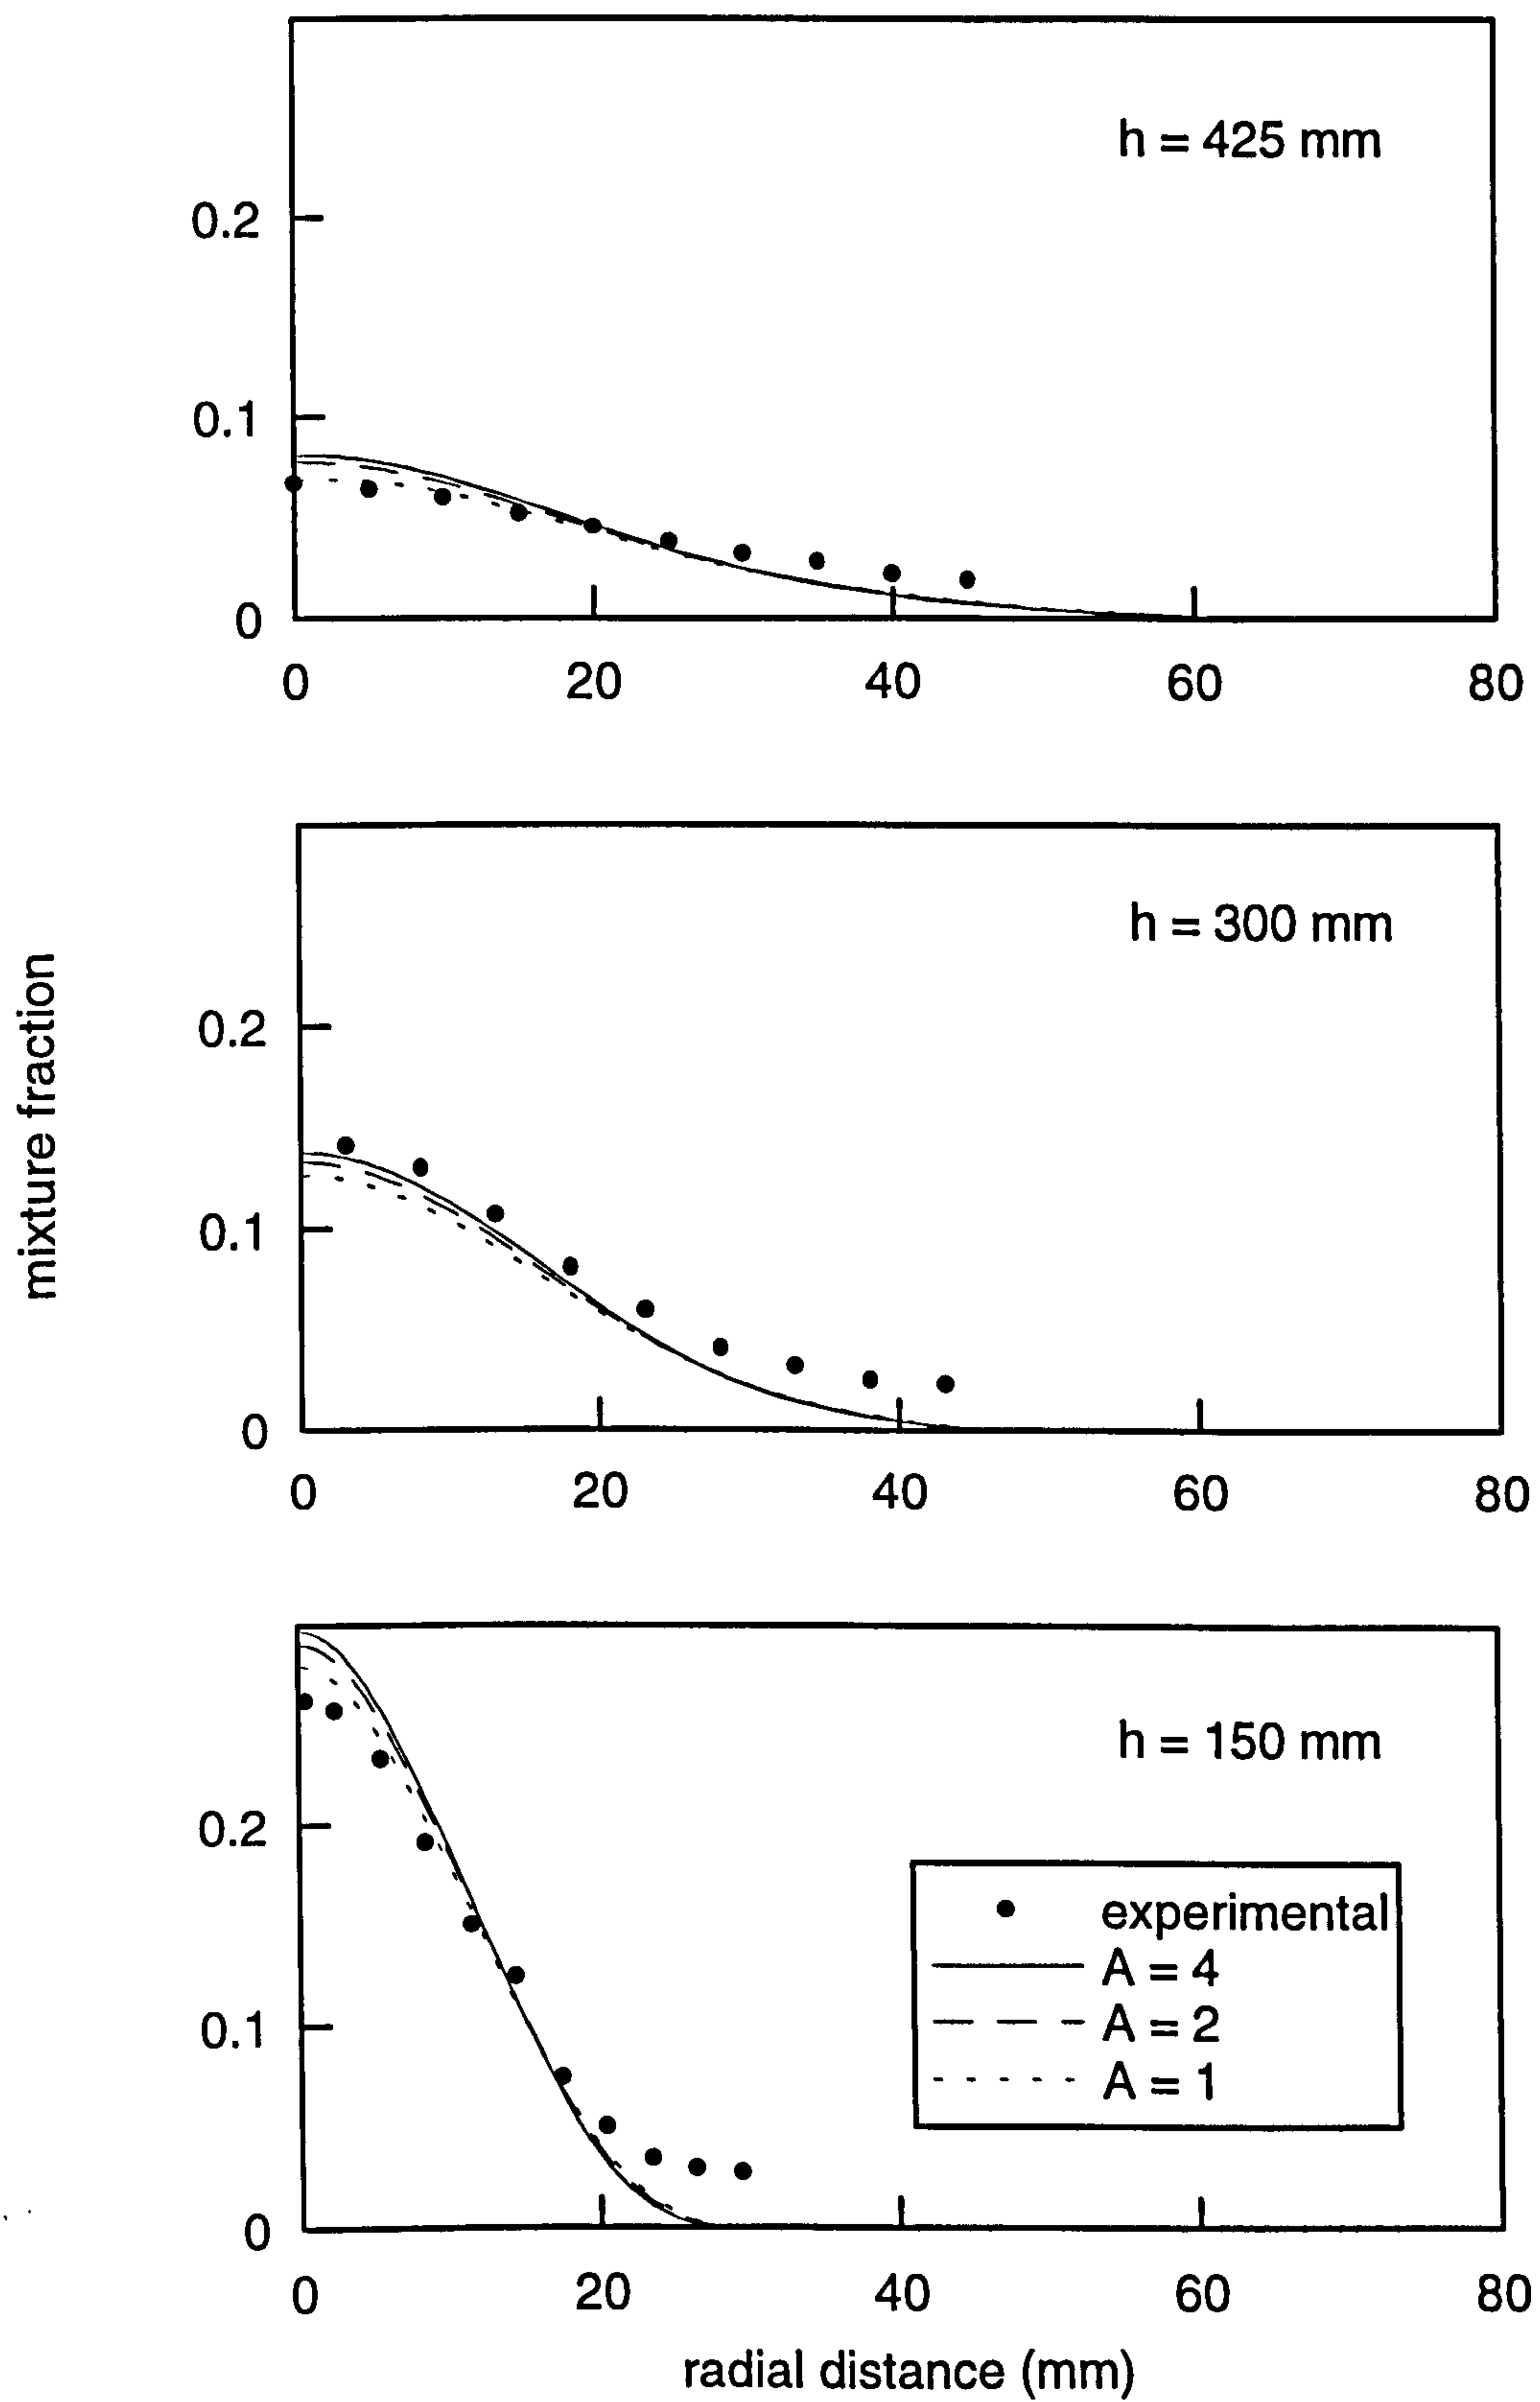 h = 425 mm
0.2
0.1
0
0 20 40 60 80
h = 300 mm
mixture fraction
0.2
0.1
0
0 20 40 60 80
h = 150 mm
0.2
experimental
A = 4
A = 2
A = 1
0.1
0
0 20 40 60 80
radial distance (mm)